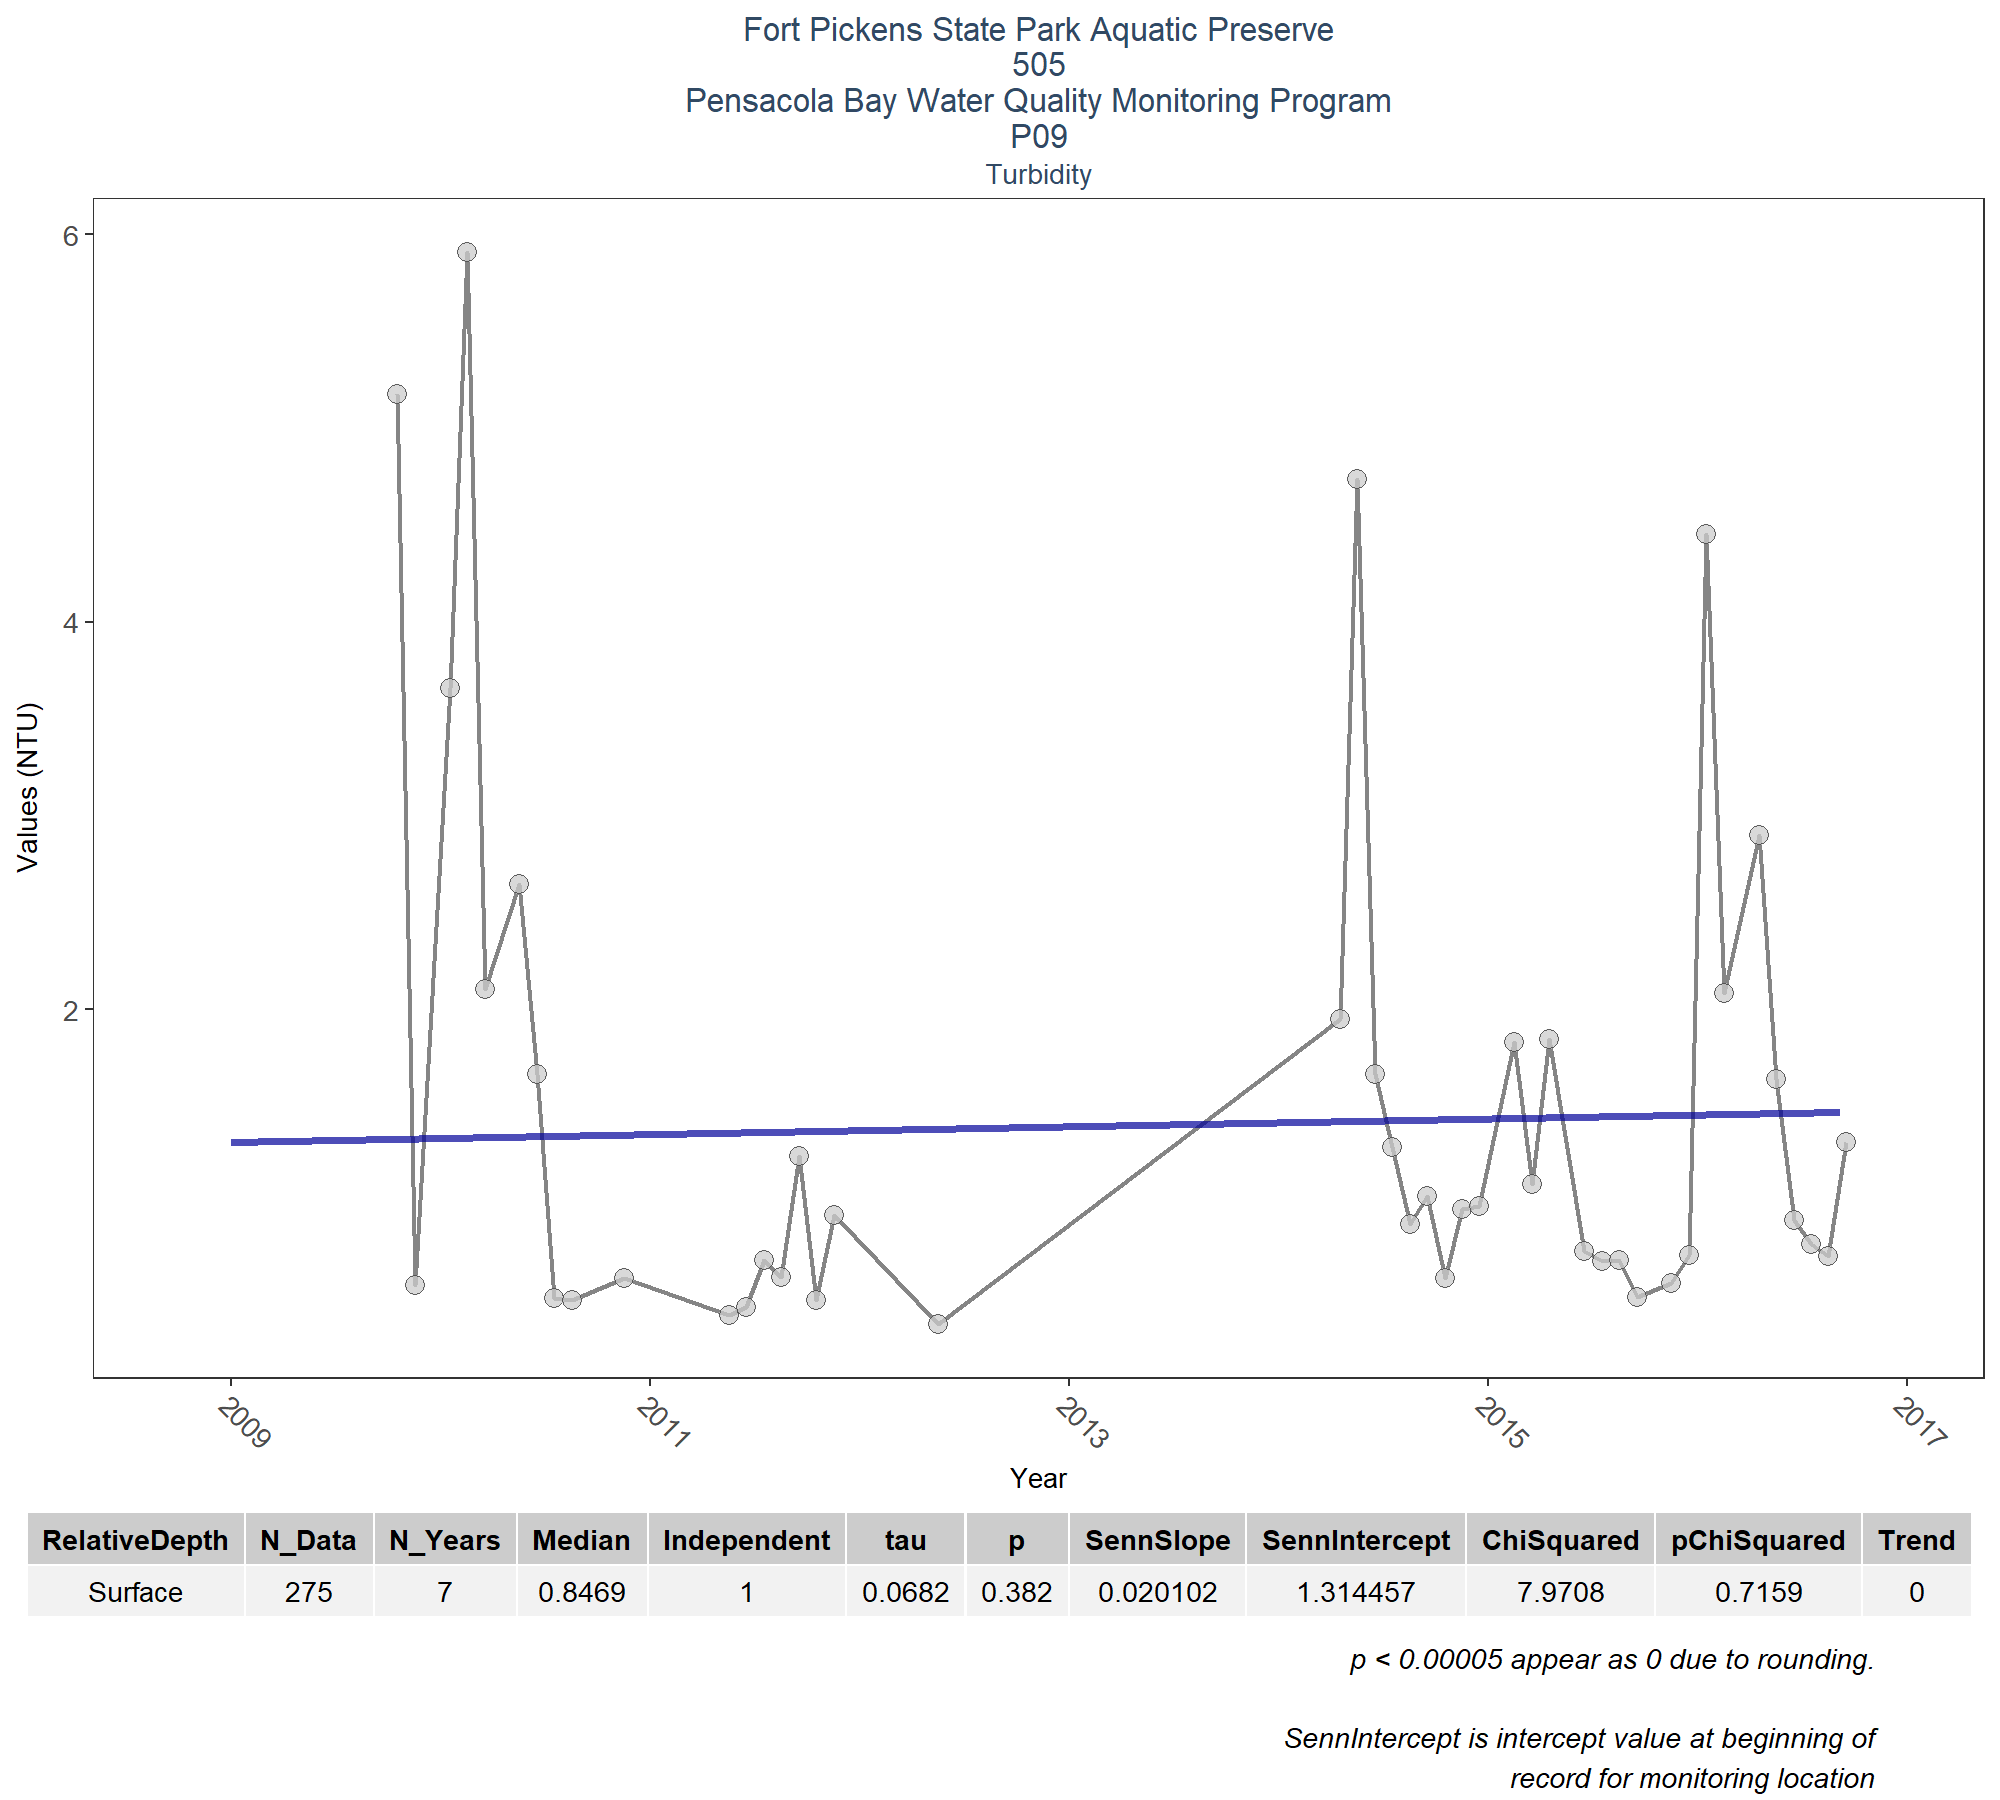 Fort Pickens State Park Aquatic Preserve
505
Pensacola Bay Water Quality Monitoring Program
P09
Turbidity
6
4
2
Values (NTU)
2009 2011 2013 2015 2017
Year
RelativeDepth N_Data N_Years Median Independent tau p SennSlope SennIntercept ChiSquared pChiSquared Trend
Surface 275 7 0.8469 1 0.0682 0.382 0.020102 1.314457 7.9708 0.7159 0
p < 0.00005 appear as 0 due to rounding.
SennIntercept is intercept value at beginning of
record for monitoring location